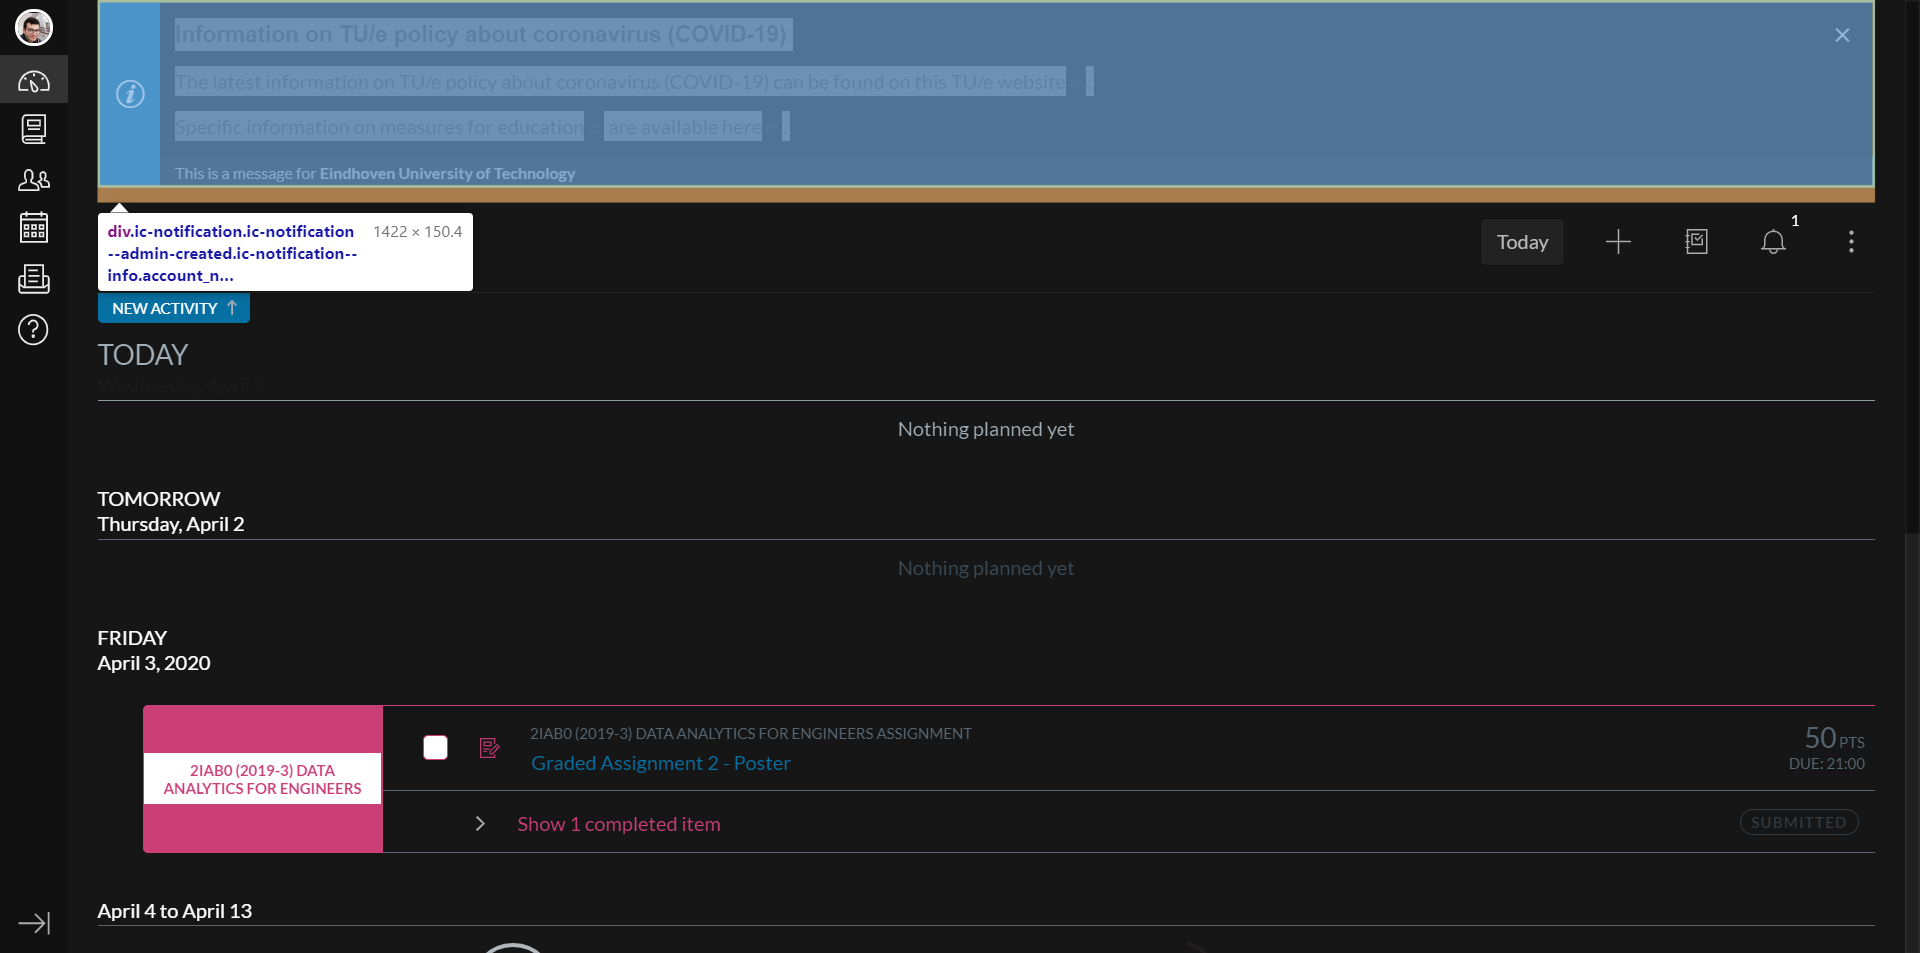 Information on TU/e policy about coronavirus (COVID-19)
The latest information on TU/e policy about coronavirus (COVID-19) can be found on this TU/e website .
Specific information on measures for education are available here .
This is a message for Eindhoven University of Technology
div.ic-notification.ic-notification 1422 × 150.4
--admin-created.ic-notification--
info.account_n...
Today
1
NEW ACTIVITY
TODAY
Wednesday, April 1
Nothing planned yet
TOMORROW
Thursday, April 2
Nothing planned yet
FRIDAY
April 3, 2020
2IAB0 (2019-3) DATA
ANALYTICS FOR ENGINEERS
2IAB0 (2019-3) DATA ANALYTICS FOR ENGINEERS ASSIGNMENT
Graded Assignment 2 - Poster
50 PTS
DUE: 21:00
Show 1 completed item
SUBMITTED
April 4 to April 13